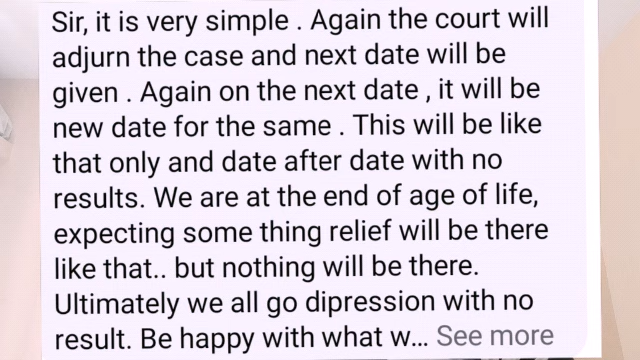 Sir, it is very simple . Again the court will
adjurn the case and next date will be
given . Again on the next date , it will be
new date for the same . This will be like
that only and date after date with no
results. We are at the end of age of life,
expecting some thing relief will be there
like that.. but nothing will be there.
Ultimately we all go dipression with no
result. Be happy with what w... See more